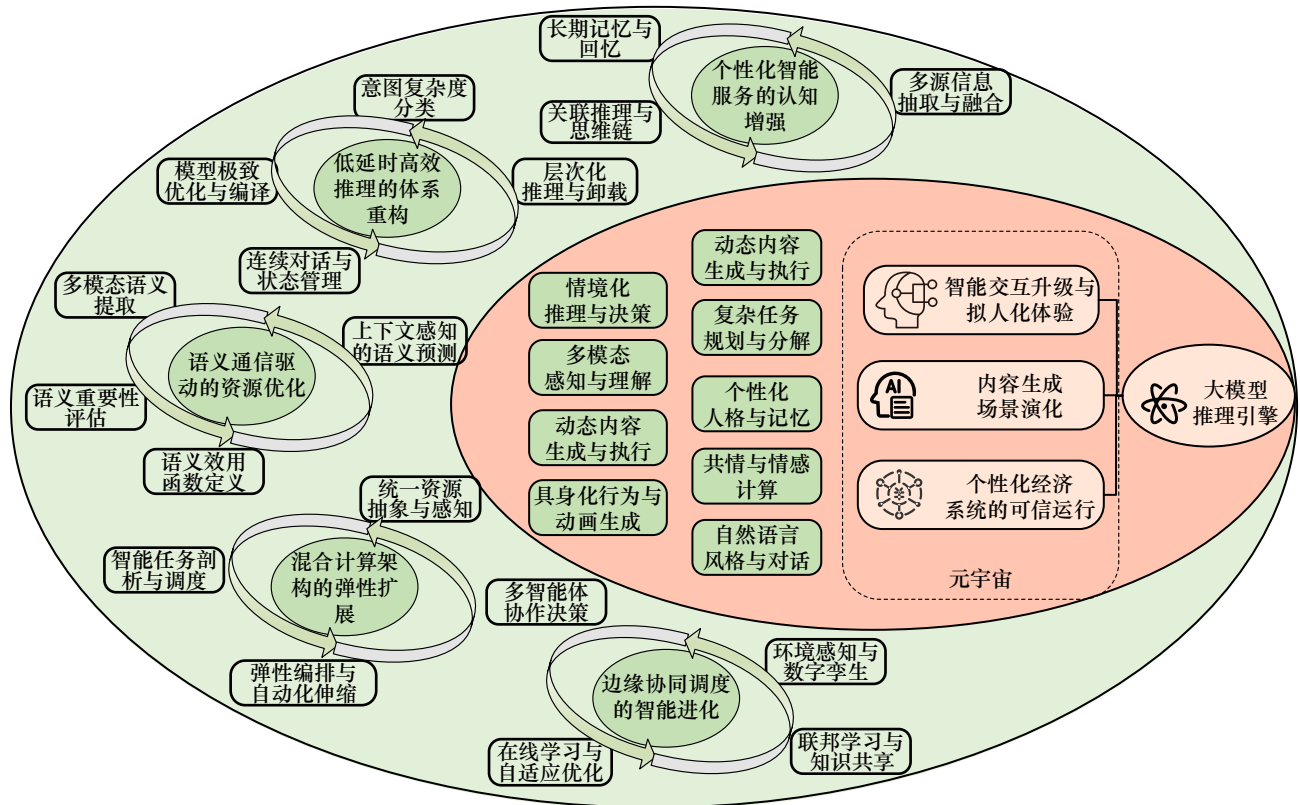 长期记忆与
回忆
个性化智能
服务的认知
增强
多源信息
抽取与融合
关联推理与
思维链
意图复杂度
分类
低延时高效
推理的体系
重构
模型极致
优化与编译
层次化
推理与卸载
连续对话与
状态管理
多模态语义
提取
语义通信驱
动的资源优化
上下文感知
的语义预测
语义重要性
评估
语义效用
函数定义
统一资源
抽象与感知
混合计算架
构的弹性扩
展
智能任务剖
析与调度
弹性编排与
自动化伸缩
多智能体
协作决策
边缘协同调度
的智能进化
环境感知与
数字孪生
在线学习与
自适应优化
联邦学习与
知识共享
情境化
推理与决策
多模态
感知与理解
动态内容
生成与执行
具身化行为与
动画生成
动态内容
生成与执行
复杂任务
规划与分解
个性化
人格与记忆
共情与情感
计算
自然语言
风格与对话
智能交互升级与
拟人化体验
AI
内容生成
场景演化
个性化经济
系统的可信运行
元宇宙
大模型
推理引擎